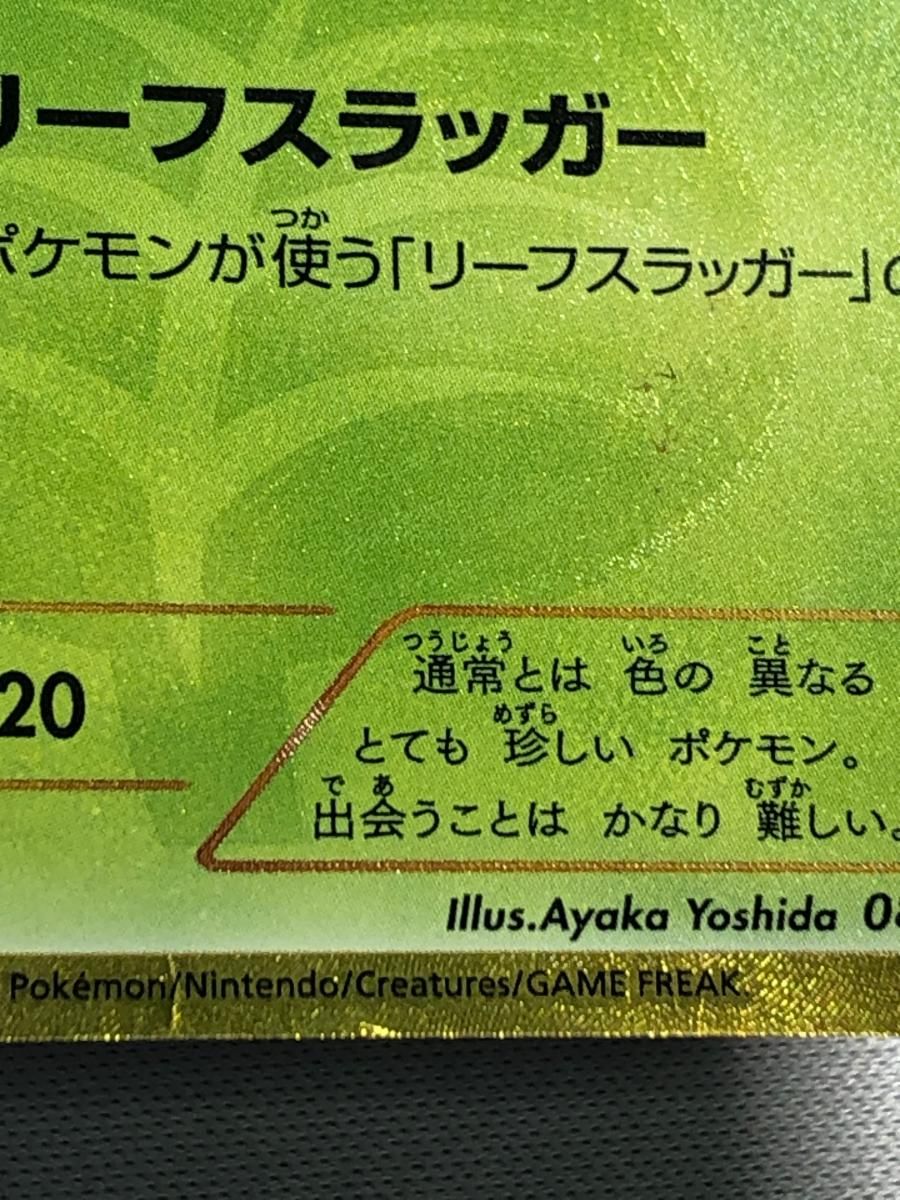 リーフスラッガー
ポケモンが使う「リーフスラッガー」の
20
通常とは 色の 異なる
とても 珍しい ポケモン。
出会うことは かなり 難しい。
Illus.Ayaka Yoshida 08
Pokémon/Nintendo/Creatures/GAME FREAK.